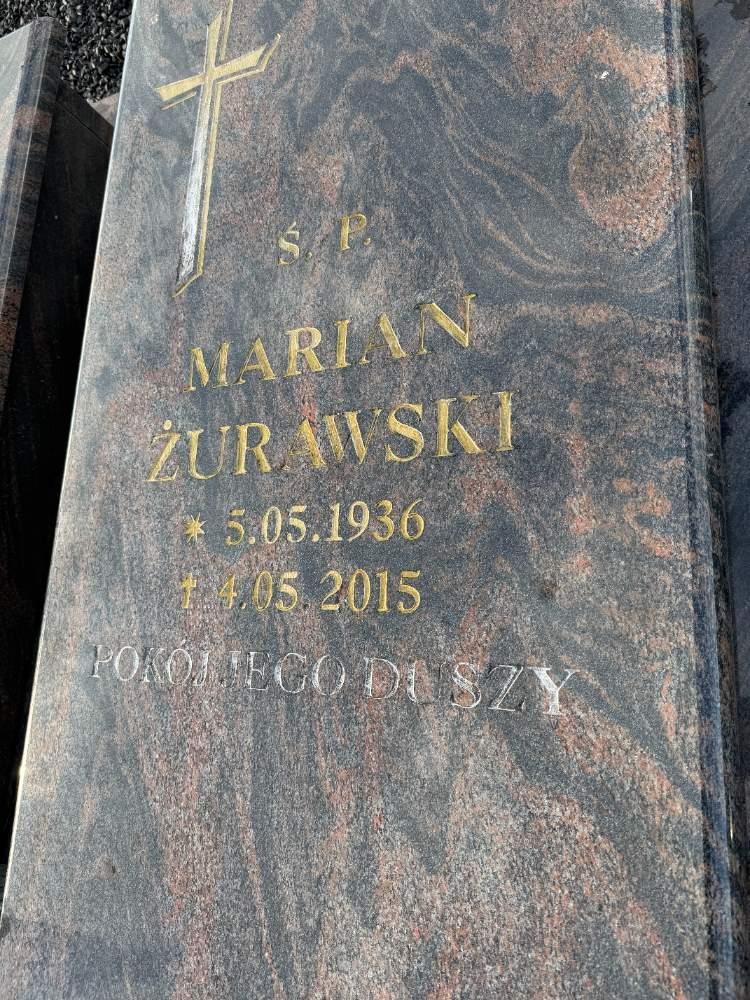 Ś. P.
MARIAN
ŻURAWSKI
* 5.05.1936
† 4.05.2015
POKÓJ JEGO DUSZY